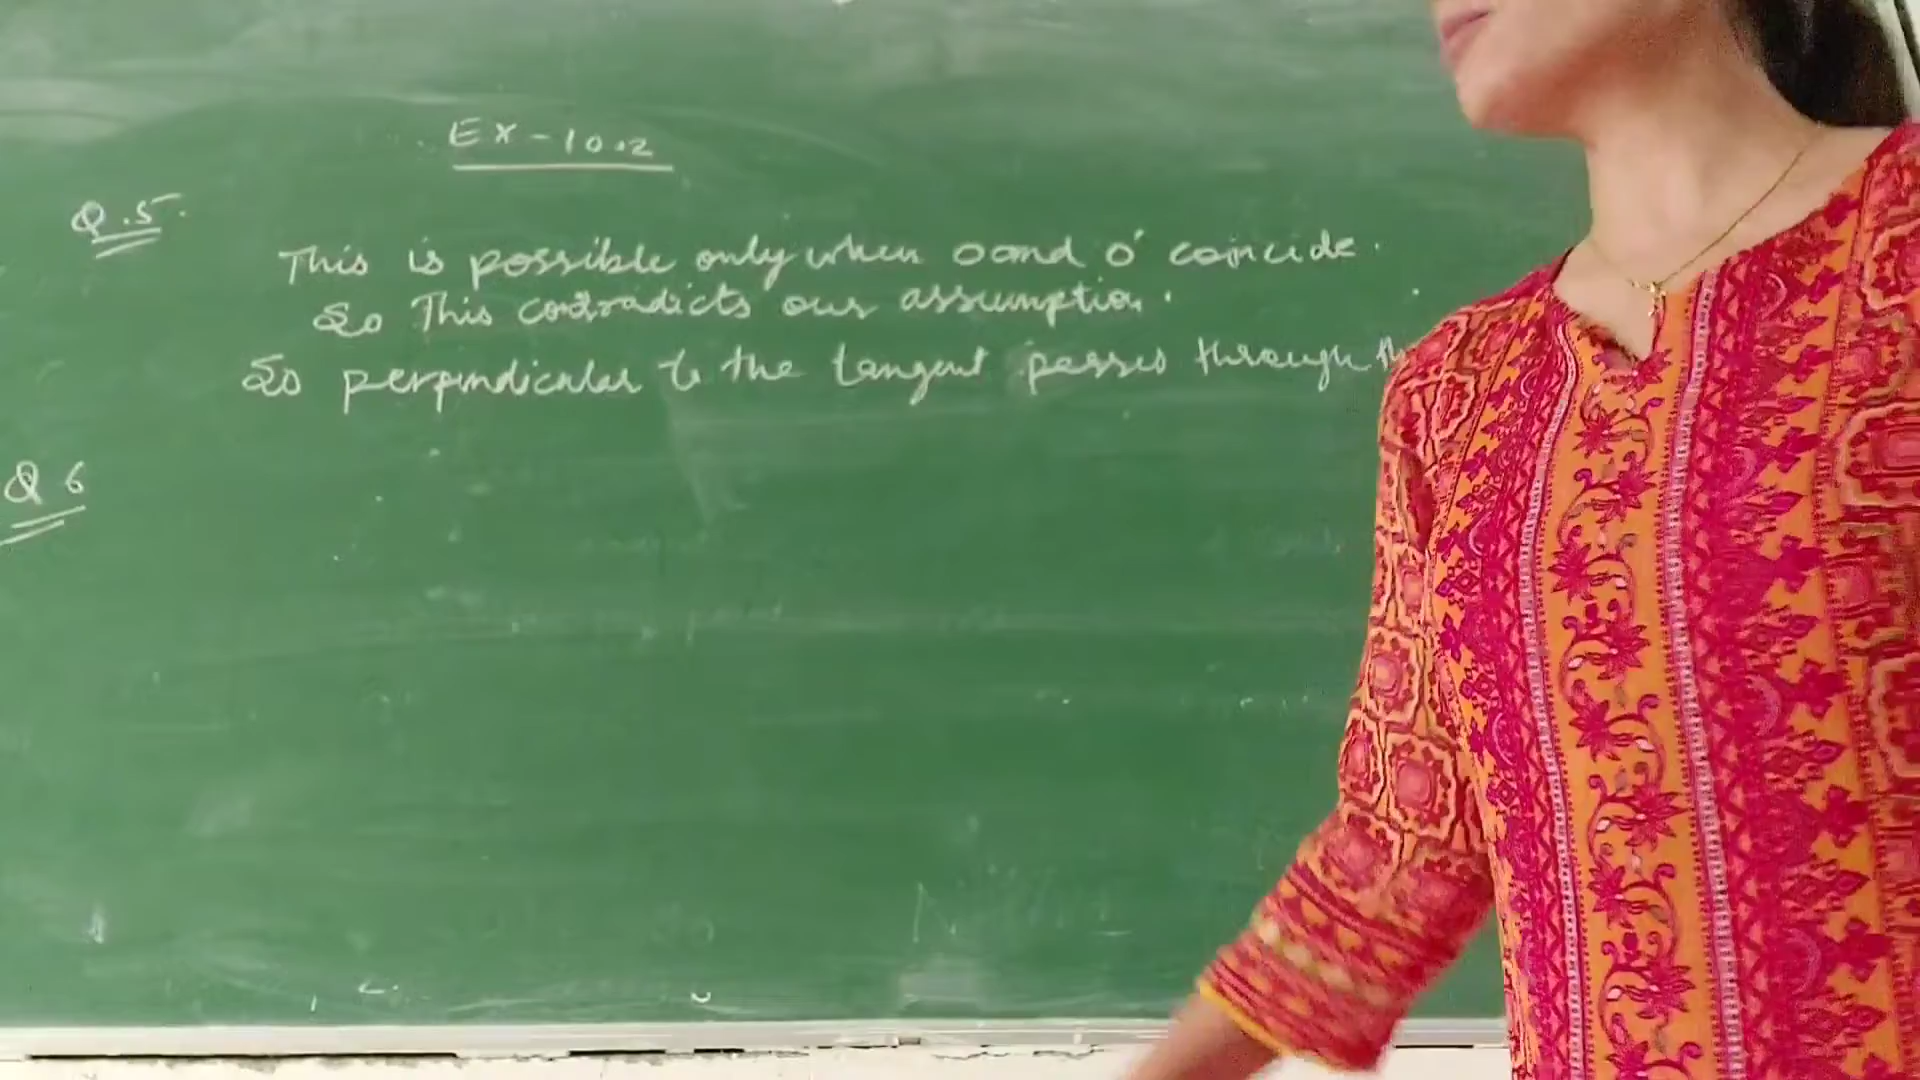 Ex-10.2
Q.5.
This is possible only when O and O' coincide.
So This contradicts our assumption.
So perpendicular to the tangent passes through th
Q 6